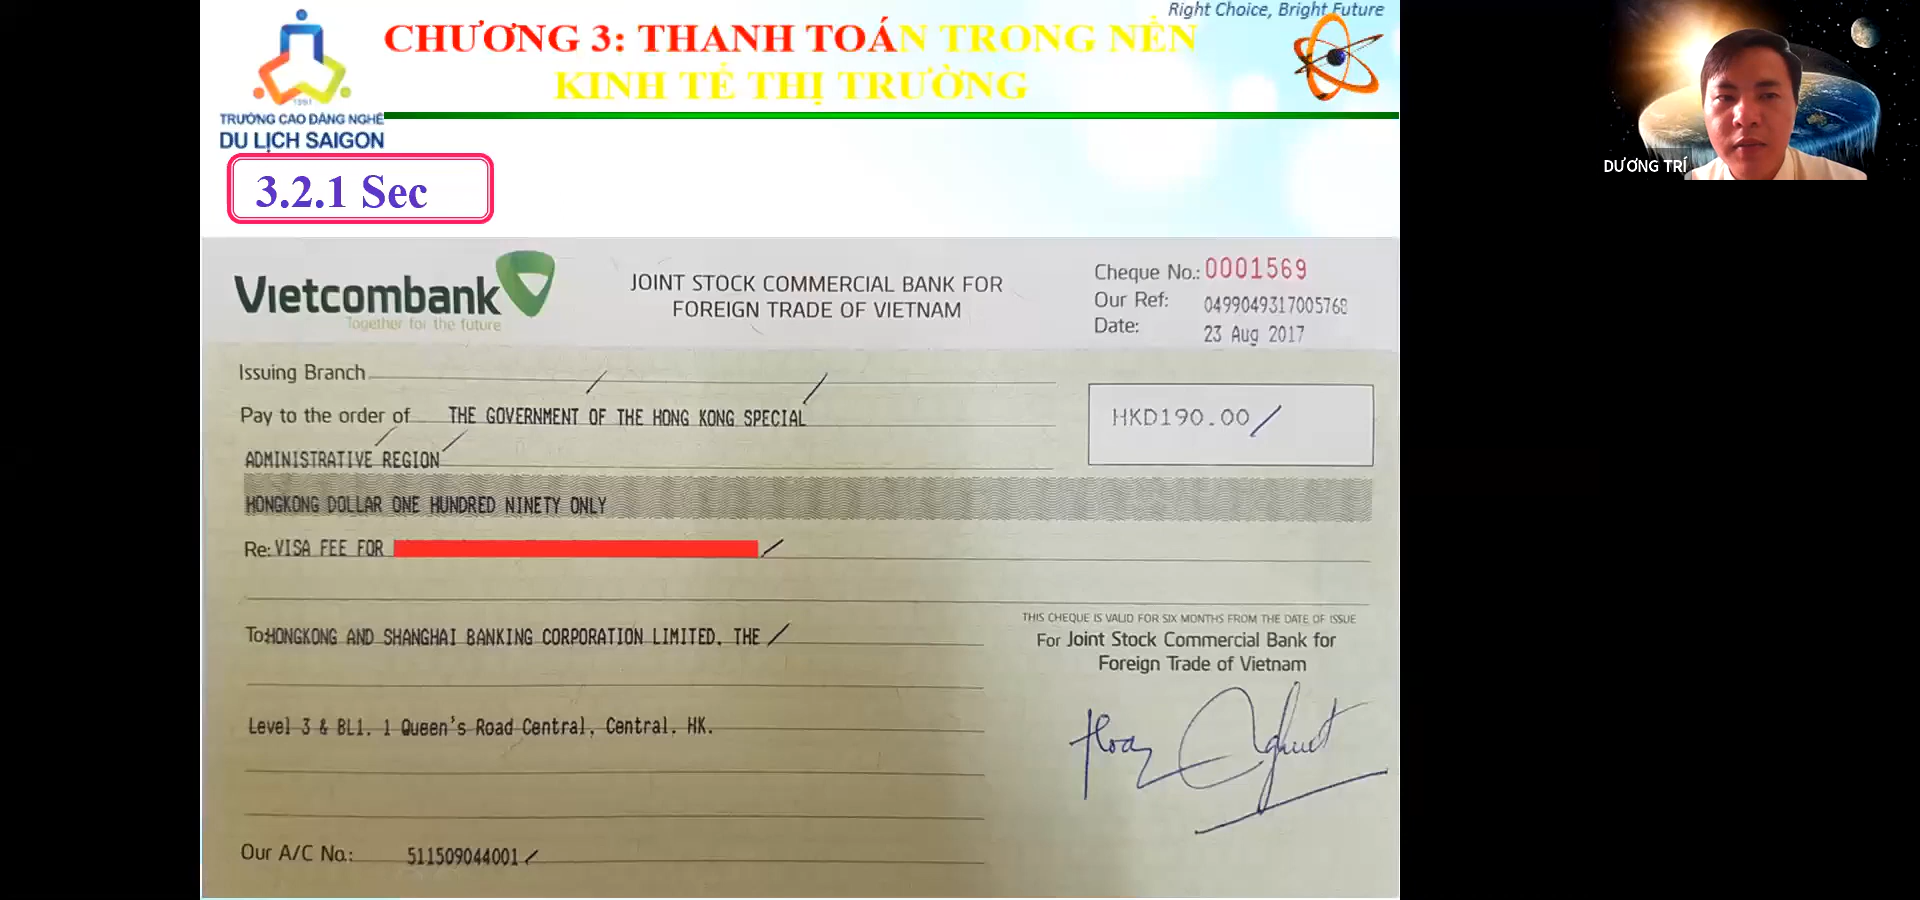 Right Choice, Bright Future
CHƯƠNG 3: THANH TOÁN TRONG NỀN
KINH TẾ THỊ TRƯỜNG
1991
TRƯỜNG CAO ĐẲNG NGHỀ
DU LỊCH SAIGON
3.2.1 Sec
DƯƠNG TRÍ
Vietcombank
Together for the future
JOINT STOCK COMMERCIAL BANK FOR
FOREIGN TRADE OF VIETNAM
Cheque No.: 0001569
Our Ref: 0499049317005768
Date: 23 Aug 2017
Issuing Branch
Pay to the order of THE GOVERNMENT OF THE HONG KONG SPECIAL
ADMINISTRATIVE REGION
HKD190.00
HONGKONG DOLLAR ONE HUNDRED NINETY ONLY
Re: VISA FEE FOR
THIS CHEQUE IS VALID FOR SIX MONTHS FROM THE DATE OF ISSUE
To: HONGKONG AND SHANGHAI BANKING CORPORATION LIMITED, THE
For Joint Stock Commercial Bank for
Foreign Trade of Vietnam
Level 3 & BL1, 1 Queen's Road Central, Central, HK.
Our A/C No.: 511509044001